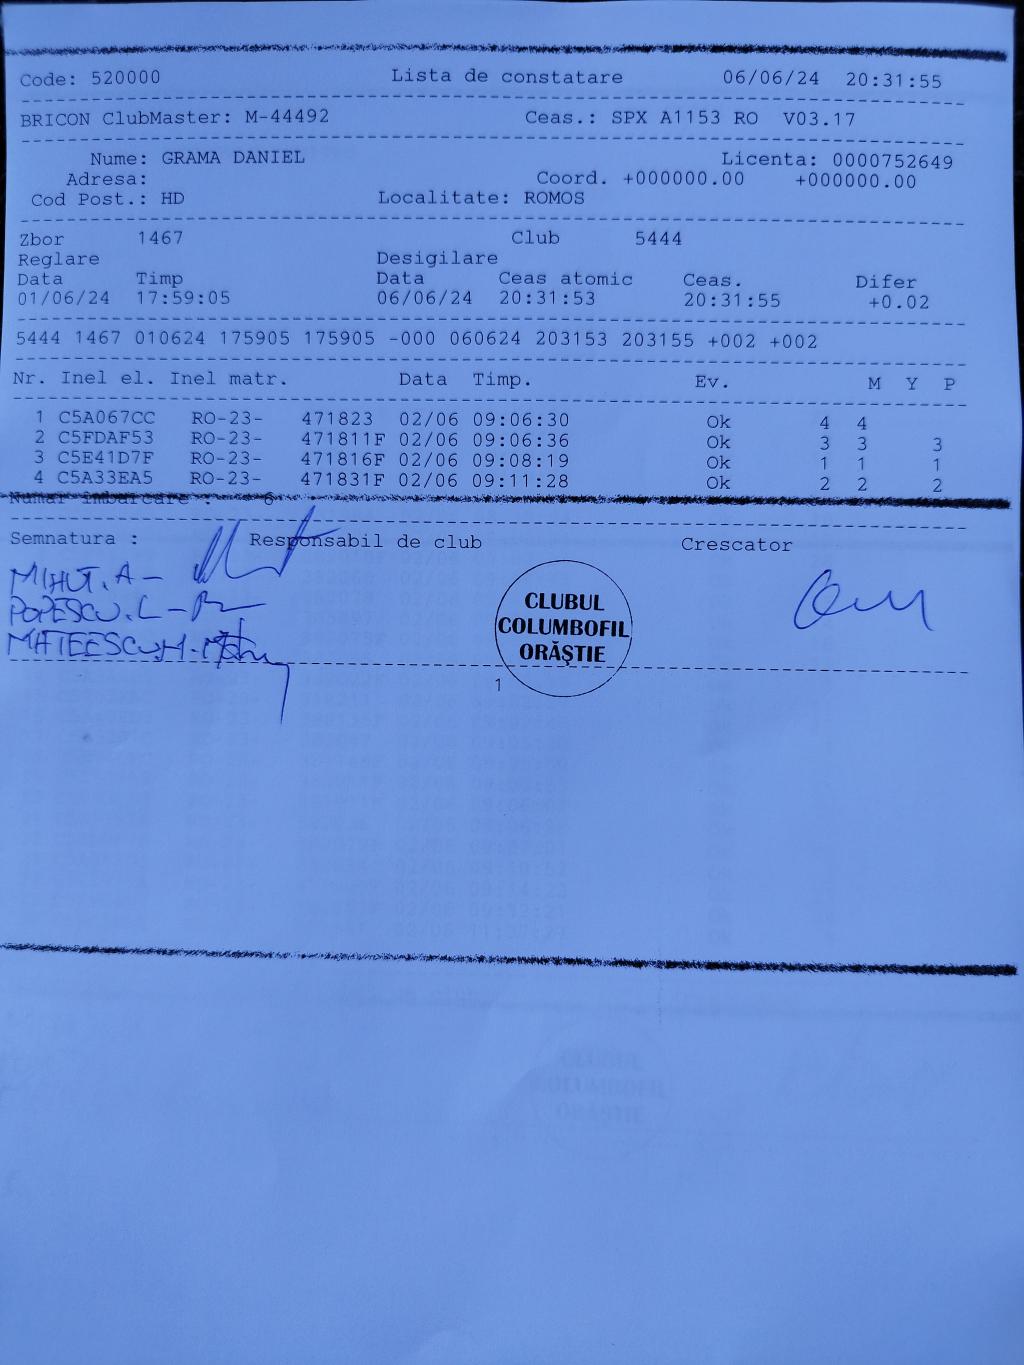 Code: 520000 Lista de constatare 06/06/24 20:31:55
BRICON ClubMaster: M-44492 Ceas.: SPX A1153 RO V03.17
Nume: GRAMA DANIEL Licenta: 0000752649
Adresa: Coord. +000000.00 +000000.00
Cod Post.: HD Localitate: ROMOS
Zbor 1467 Club 5444
Reglare Desigilare
Data Timp Data Ceas atomic Ceas. Difer
01/06/24 17:59:05 06/06/24 20:31:53 20:31:55 +0.02
5444 1467 010624 175905 175905 -000 060624 203153 203155 +002 +002
Nr. Inel el. Inel matr. Data Timp. Ev. M Y P
1 C5A067CC RO-23- 471823 02/06 09:06:30 Ok 4 4
2 C5FDAF53 RO-23- 471811F 02/06 09:06:36 Ok 3 3 3
3 C5E41D7F RO-23- 471816F 02/06 09:08:19 Ok 1 1 1
4 C5A33EA5 RO-23- 471831F 02/06 09:11:28 Ok 2 2 2
Numar imbarcare : 6
Semnatura : Responsabil de club Crescator
MIHUT.A-
POPESCU.L-
MATEESCU.M-
CLUBUL
COLUMBOFIL
ORĂŞTIE
1